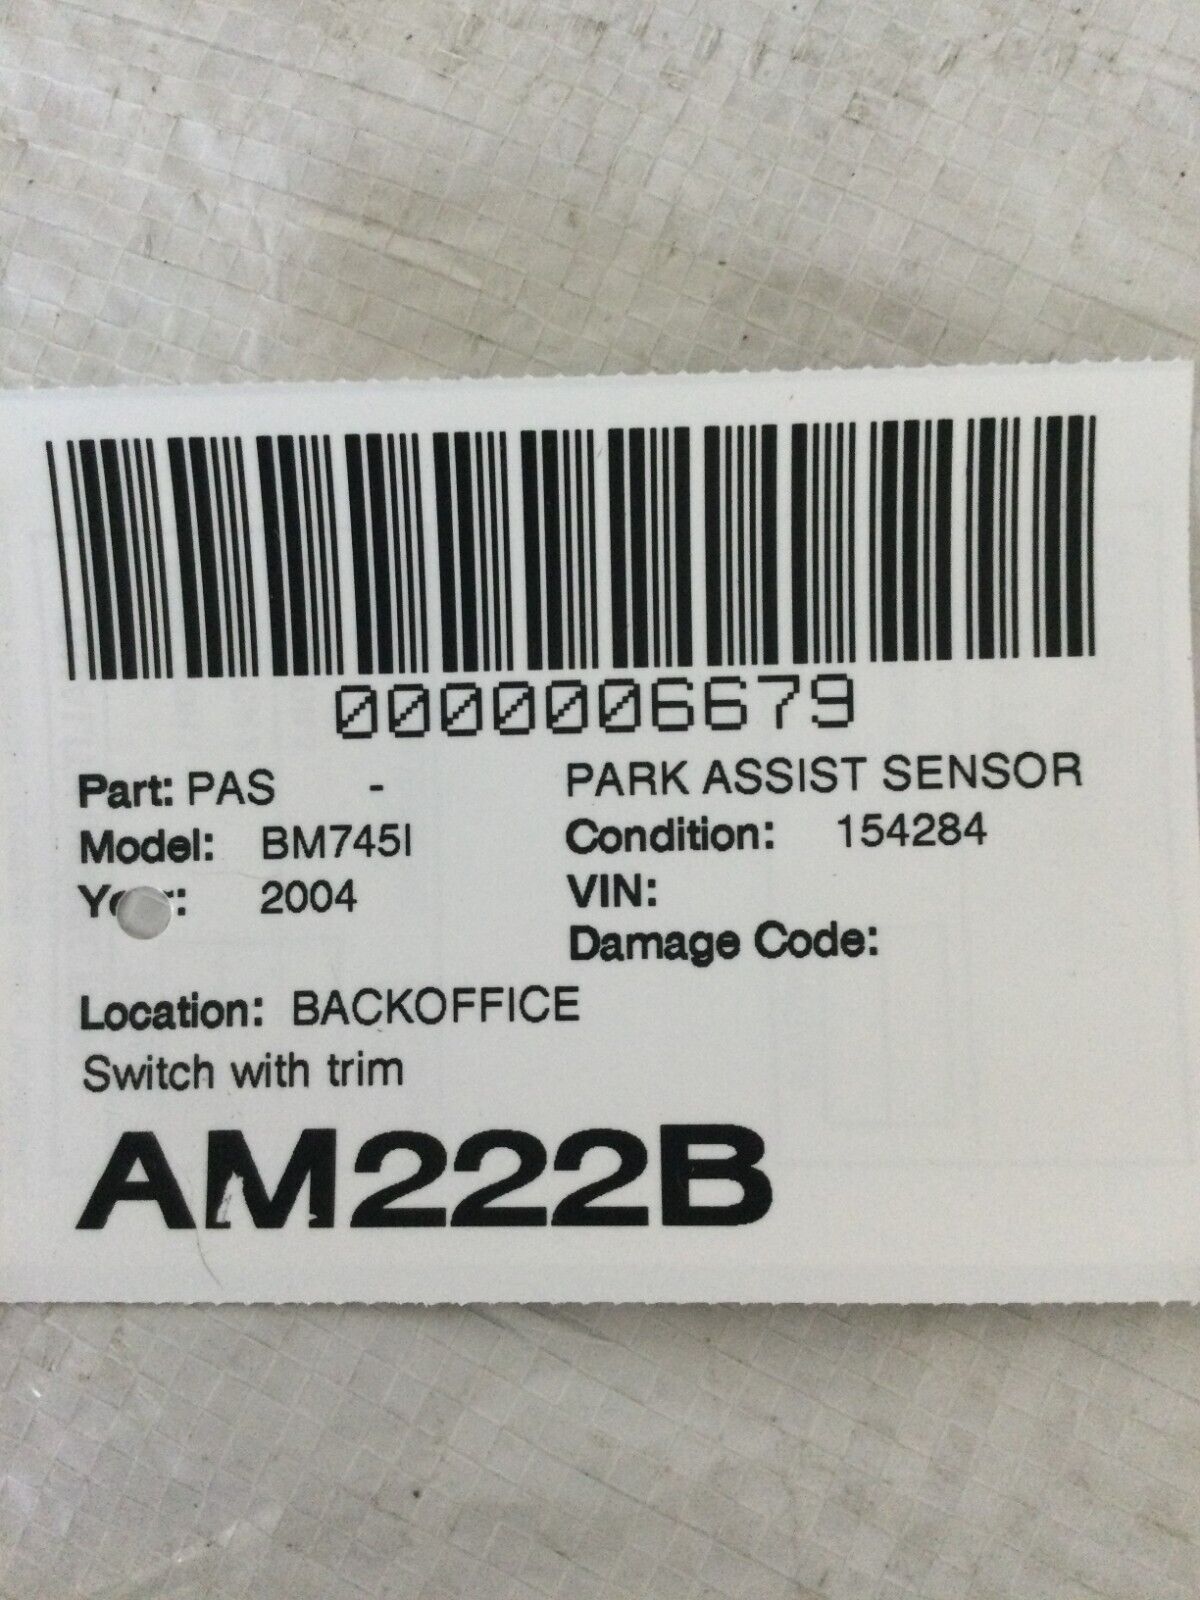 0000006679
Part: PAS - PARK ASSIST SENSOR
Model: BM745I Condition: 154284
2004 VIN:
Damage Code:
Location: BACKOFFICE
Switch with trim
AM222B